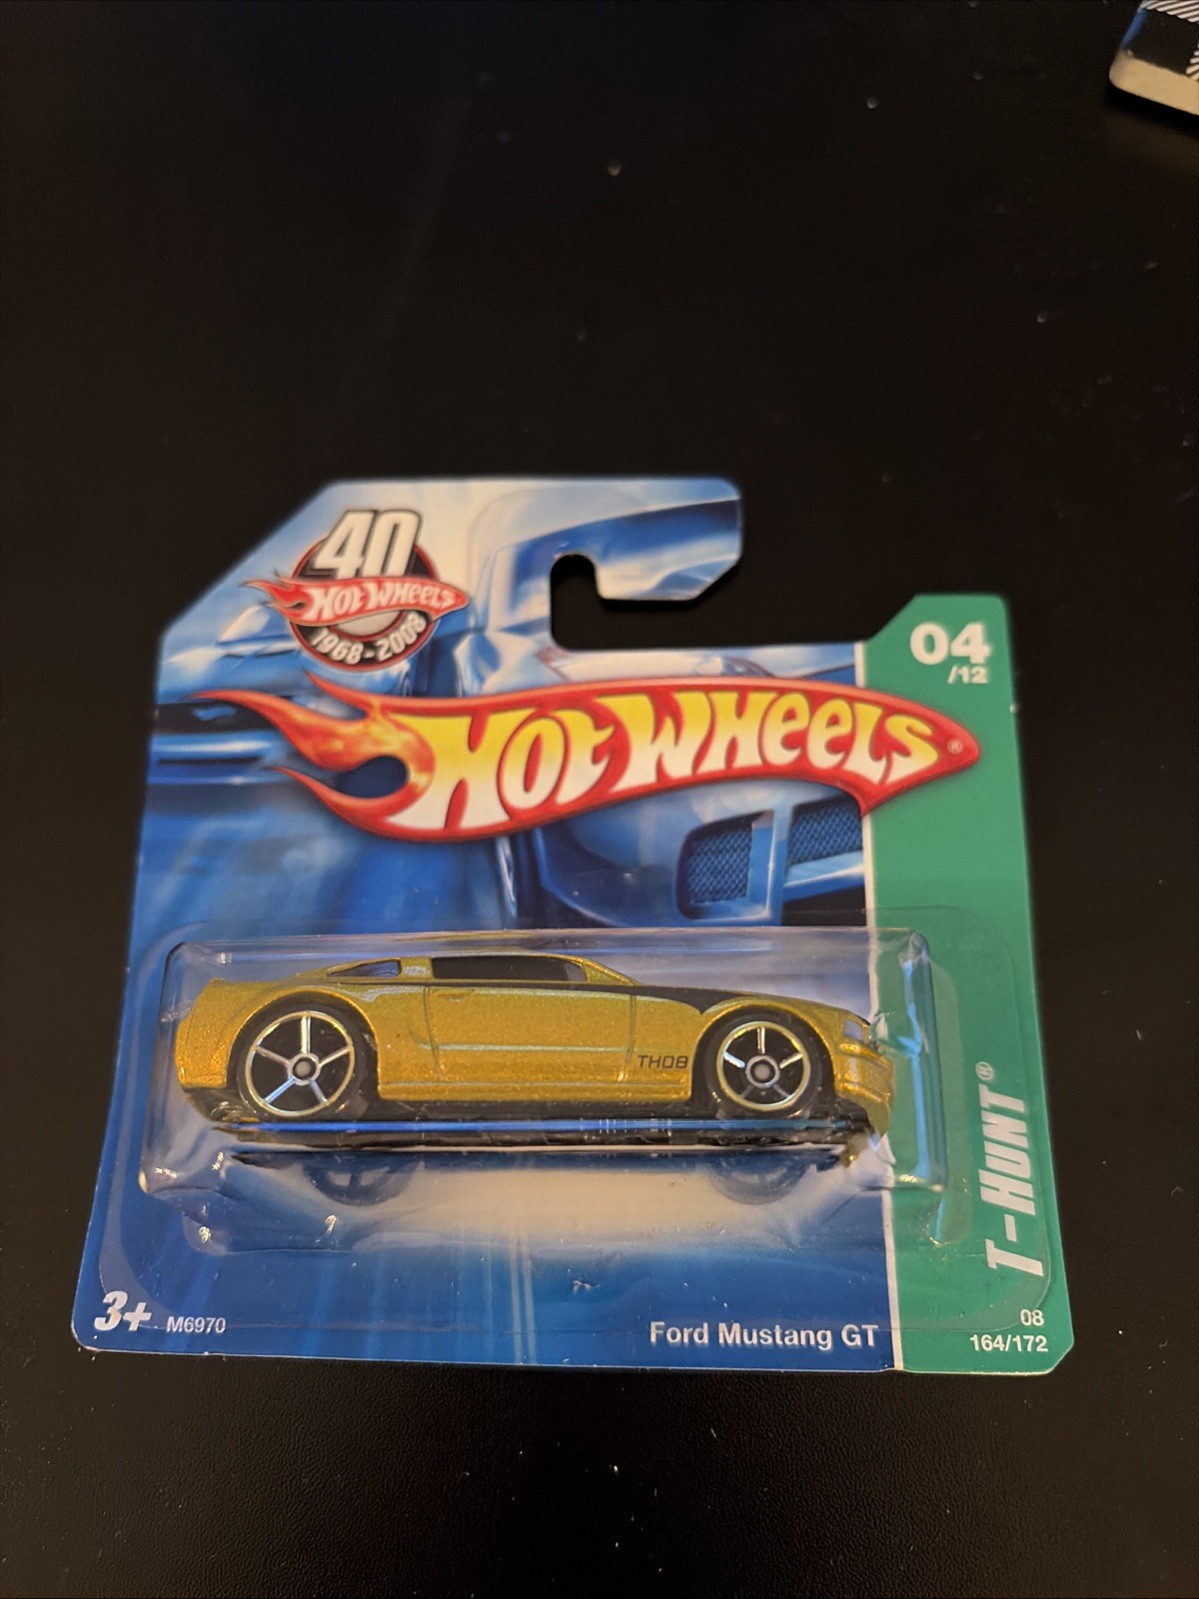 40
HOT WHEELS
1968-2008
04
/12
HOT WHEELS®
TH08
T-HUNT®
3+ M6970
Ford Mustang GT
08
164/172